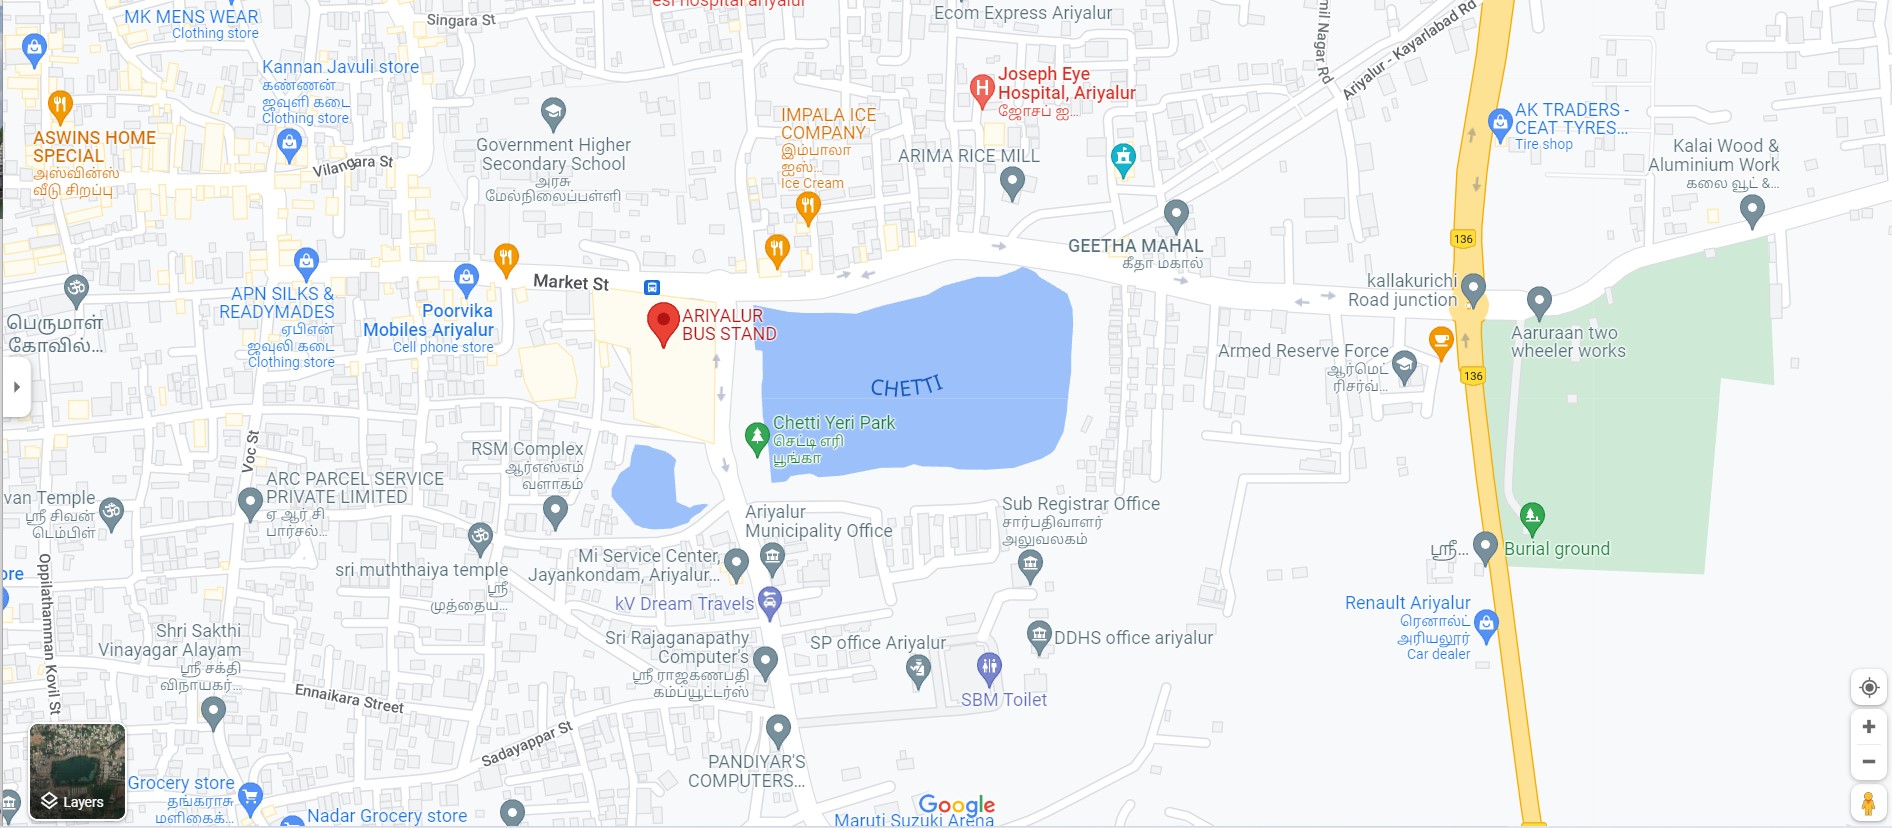 esi hospital ariyalur
Ecom Express Ariyalur
MK MENS WEAR
Clothing store
Singara St
Kannan Javuli store
கண்ணன்
ஜவுளி கடை
Clothing store
ASWINS HOME
SPECIAL
அஸ்வின்ஸ்
வீடு சிறப்பு
Vilangara St
Government Higher
Secondary School
அரசு
மேல்நிலைப்பள்ளி
IMPALA ICE
COMPANY
இம்பாலா
ஐஸ்...
Ice Cream
Joseph Eye
Hospital, Ariyalur
ஜோசப் ஐ...
ARIMA RICE MILL
mil Nagar Rd
Ariyalur - Kayarlabad Rd
AK TRADERS -
CEAT TYRES...
Tire shop
Kalai Wood &
Aluminium Work
கலை வூட் &...
136
GEETHA MAHAL
கீதா மகால்
kallakurichi
Road junction
Aaruraan two
wheeler works
Market St
APN SILKS &
READYMADES
ஏபிஎன்
ஜவுலி கடை
Clothing store
Poorvika
Mobiles Ariyalur
Cell phone store
பெருமாள்
கோவில்...
ARIYALUR
BUS STAND
CHETTI
Armed Reserve Force
ஆர்மெட்
ரிசர்வ்...
136
Chetti Yeri Park
செட்டி எரி
பூங்கா
Voc St
RSM Complex
ஆர்எஸ்எம்
வளாகம்
ARC PARCEL SERVICE
PRIVATE LIMITED
ஏ ஆர் சி
பார்சல்...
van Temple
ஸ்ரீ சிவன்
டெம்பிள்
Ariyalur
Municipality Office
Sub Registrar Office
சார்பதிவாளர்
அலுவலகம்
Mi Service Center,
Jayankondam, Ariyalur...
sri muththaiya temple
ஸ்ரீ
முத்தைய...
ஸ்ரீ...
Burial ground
ore
Oppilathamman Kovil St
kV Dream Travels
Renault Ariyalur
ரெனால்ட்
அரியலூர்
Car dealer
Shri Sakthi
Vinayagar Alayam
ஸ்ரீ சக்தி
விநாயகர்...
Sri Rajaganapathy
Computer's
ஸ்ரீ ராஜகணபதி
கம்ப்யூட்டர்ஸ்
SP office Ariyalur
DDHS office ariyalur
SBM Toilet
Ennaikara Street
Sadayappar St
PANDIYAR'S
COMPUTERS...
Grocery store
தங்கராசு
மளிகைக்...
Layers
Nadar Grocery store
Google
Maruti Suzuki Arena